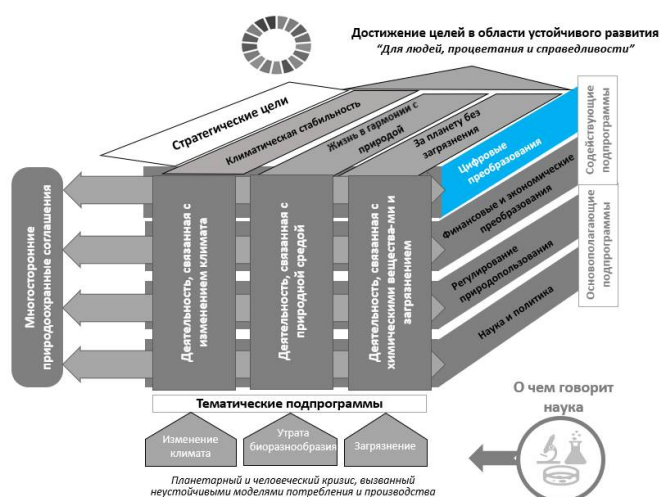 Достижение целей в области устойчивого развития
“Для людей, процветания и справедливости”
Стратегические цели
Климатическая стабильность
Жизнь в гармонии с
природой
За планету без
загрязнения
Цифровые
преобразования
Финансовые и экономические
преобразования
Регулирование
природопользования
Наука и политика
Содействующие
подпрограммы
Основополагающие
подпрограммы
Многосторонние
природоохранные соглашения
Деятельность, связанная с
изменением климата
Деятельность, связанная с
природной средой
Деятельность, связанная с
химическими вещества-ми и
загрязнением
Тематические подпрограммы
Изменение
климата
Утрата
биоразнообразия
Загрязнение
О чем говорит
наука
Планетарный и человеческий кризис, вызванный
неустойчивыми моделями потребления и производства